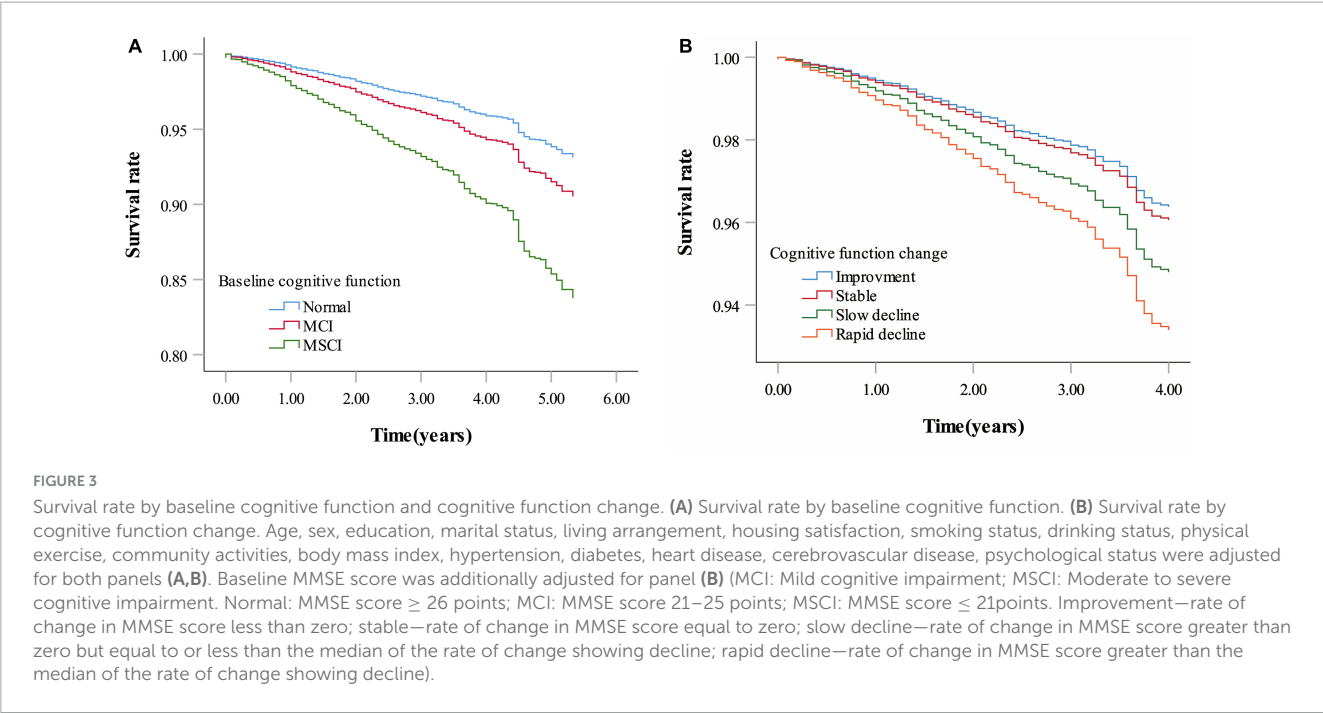 A
1.00
0.95
0.90
0.85
0.80
Survival rate
Baseline cognitive function
Normal
MCI
MSCI
0.00 1.00 2.00 3.00 4.00 5.00 6.00
Time(years)
B
1.00
0.98
0.96
0.94
Survival rate
Cognitive function change
Improvment
Stable
Slow decline
Rapid decline
0.00 1.00 2.00 3.00 4.00
Time(years)
FIGURE 3
Survival rate by baseline cognitive function and cognitive function change. (A) Survival rate by baseline cognitive function. (B) Survival rate by
cognitive function change. Age, sex, education, marital status, living arrangement, housing satisfaction, smoking status, drinking status, physical
exercise, community activities, body mass index, hypertension, diabetes, heart disease, cerebrovascular disease, psychological status were adjusted
for both panels (A,B). Baseline MMSE score was additionally adjusted for panel (B) (MCI: Mild cognitive impairment; MSCI: Moderate to severe
cognitive impairment. Normal: MMSE score ≥ 26 points; MCI: MMSE score 21–25 points; MSCI: MMSE score ≤ 21points. Improvement—rate of
change in MMSE score less than zero; stable—rate of change in MMSE score equal to zero; slow decline—rate of change in MMSE score greater than
zero but equal to or less than the median of the rate of change showing decline; rapid decline—rate of change in MMSE score greater than the
median of the rate of change showing decline).